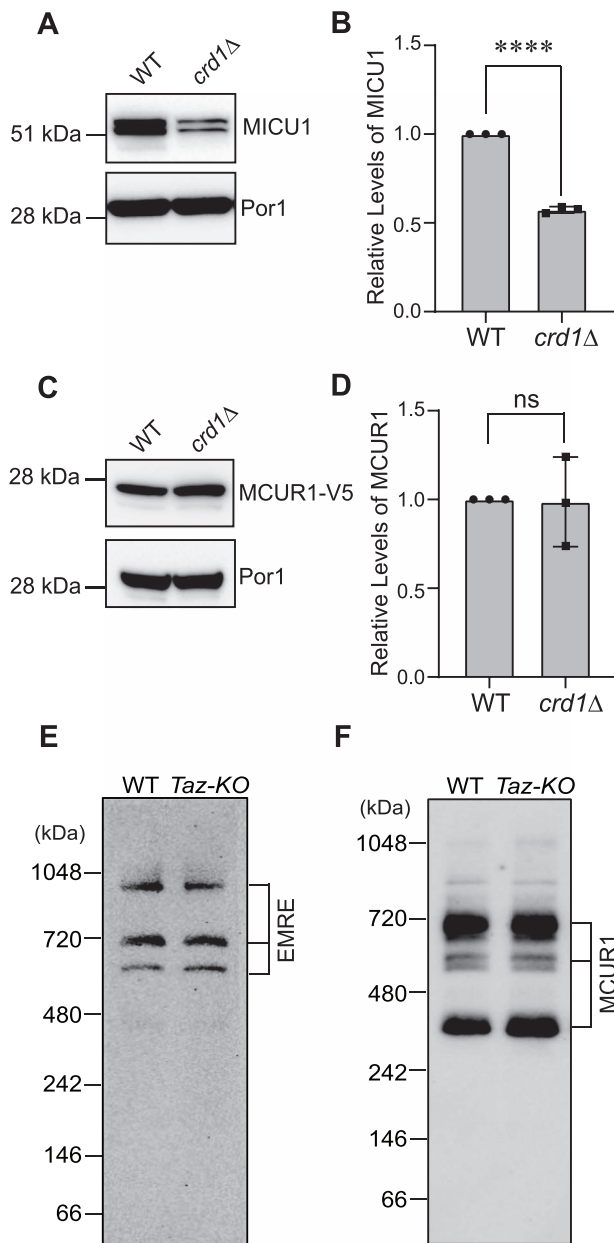 A
WT crd1Δ
51 kDa
MICU1
28 kDa
Por1
B
Relative Levels of MICU1
1.5
1.0
0.5
0.0
****
WT crd1Δ
C
WT crd1Δ
28 kDa
MCUR1-V5
28 kDa
Por1
D
Relative Levels of MCUR1
1.5
1.0
0.5
0.0
ns
WT crd1Δ
E
WT Taz-KO
(kDa)
1048
720
480
242
146
66
EMRE
F
WT Taz-KO
(kDa)
1048
720
480
242
146
66
MCUR1